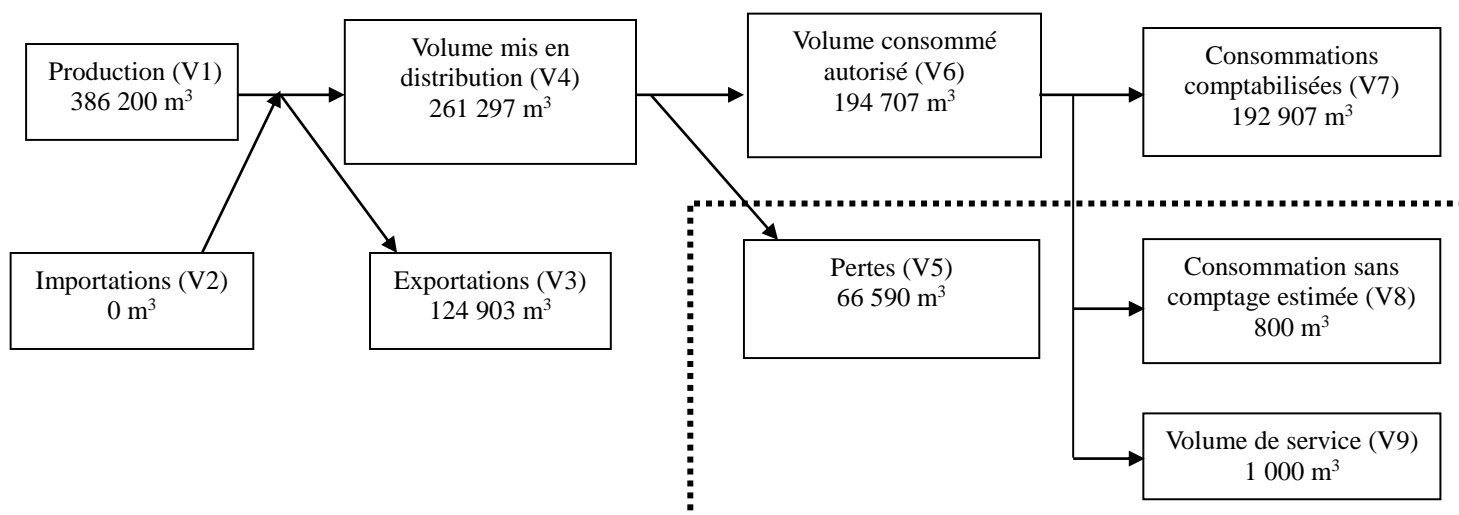 Production (V1)
386 200 m³
Volume mis en
distribution (V4)
261 297 m³
Volume consommé
autorisé (V6)
194 707 m³
Consommations
comptabilisées (V7)
192 907 m³
Importations (V2)
0 m³
Exportations (V3)
124 903 m³
Pertes (V5)
66 590 m³
Consommation sans
comptage estimée (V8)
800 m³
Volume de service (V9)
1 000 m³